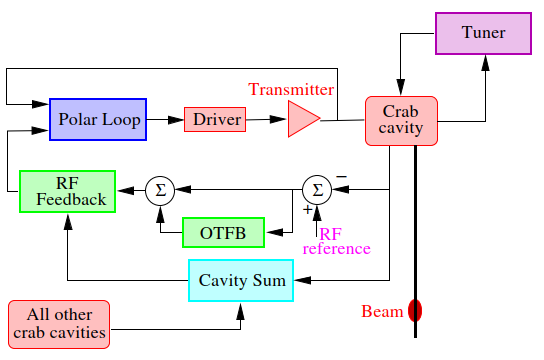 Tuner
Transmitter
Crab
cavity
Polar Loop
Driver
RF
Feedback
Σ
Σ
−
+
OTFB
RF
reference
Cavity Sum
All other
crab cavities
Beam